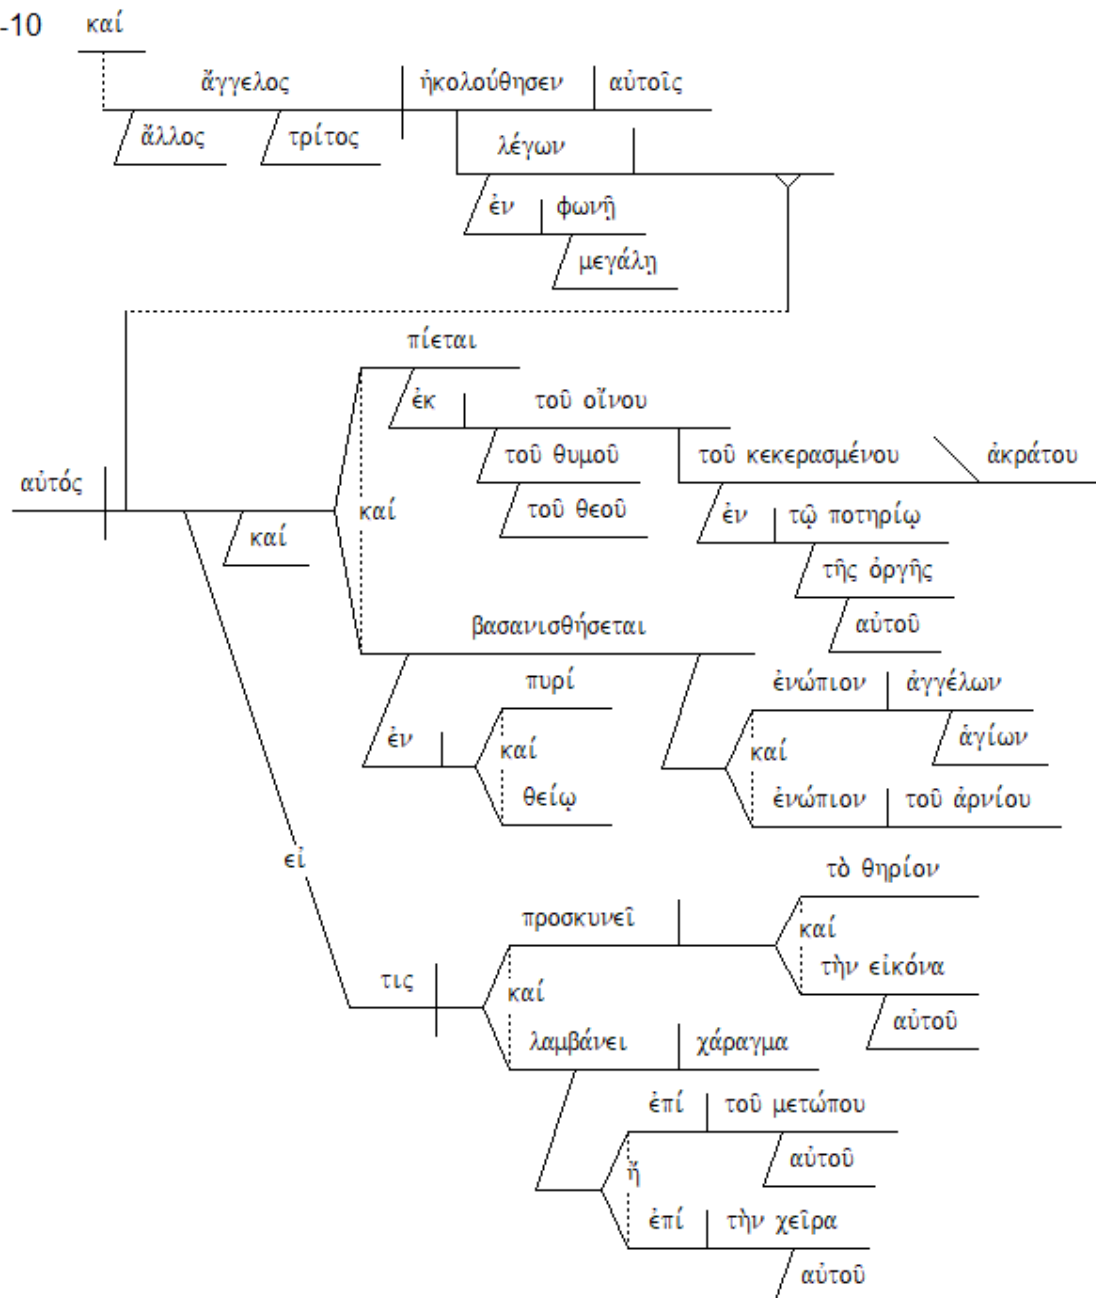 -10 καί
ἄγγελος ἠκολούθησεν αὐτοῖς
ἄλλος τρίτος λέγων
ἐν φωνῇ
μεγάλῃ
πίεται
ἐκ τοῦ οἴνου
τοῦ θυμοῦ τοῦ κεκερασμένου ἀκράτου
αὐτός καί τοῦ θεοῦ ἐν τῷ ποτηρίῳ
καί τῆς ὀργῆς
βασανισθήσεται αὐτοῦ
πυρί ἐνώπιον ἀγγέλων
ἐν καί καί ἁγίων
θείῳ ἐνώπιον τοῦ ἀρνίου
εἰ τὸ θηρίον
προσκυνεῖ καί
τις καί τὴν εἰκόνα
λαμβάνει χάραγμα αὐτοῦ
ἐπί τοῦ μετώπου
ἤ αὐτοῦ
ἐπί τὴν χεῖρα
αὐτοῦ